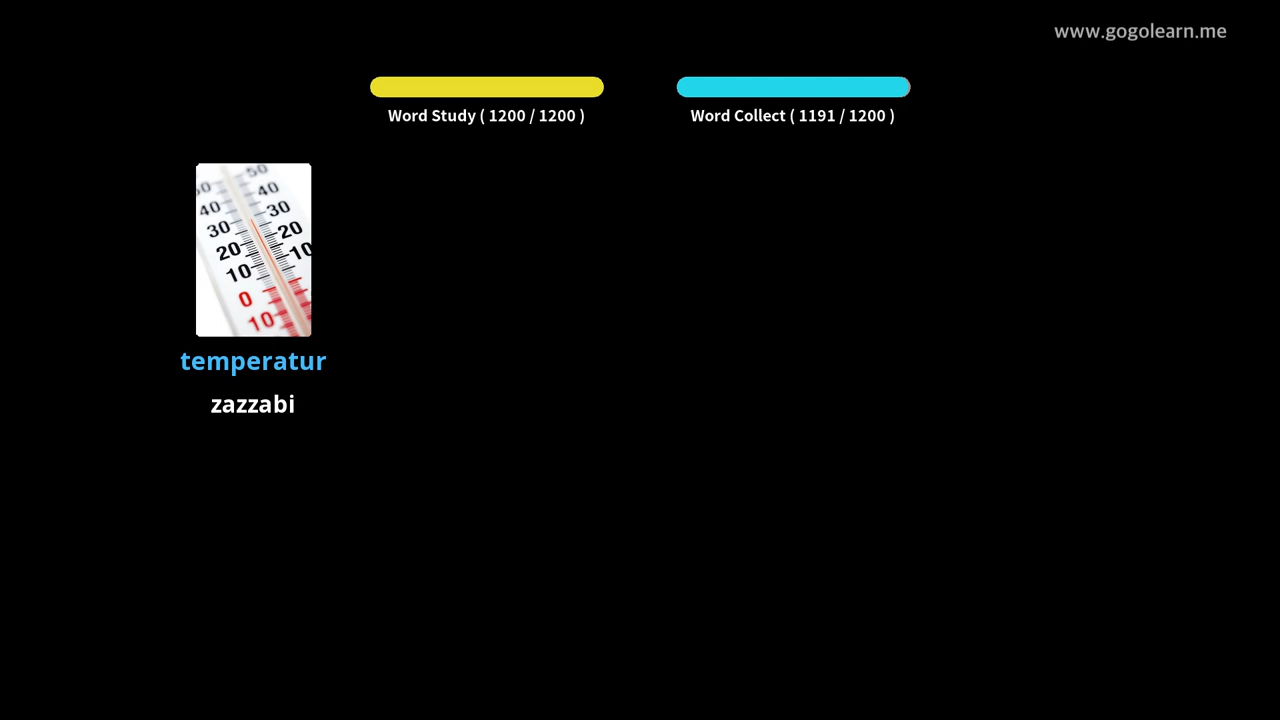 www.gogolearn.me
Word Study ( 1200 / 1200 )
Word Collect ( 1191 / 1200 )
50
50 40
40 30
30 20
20 10
10
0
10
temperatur
zazzabi